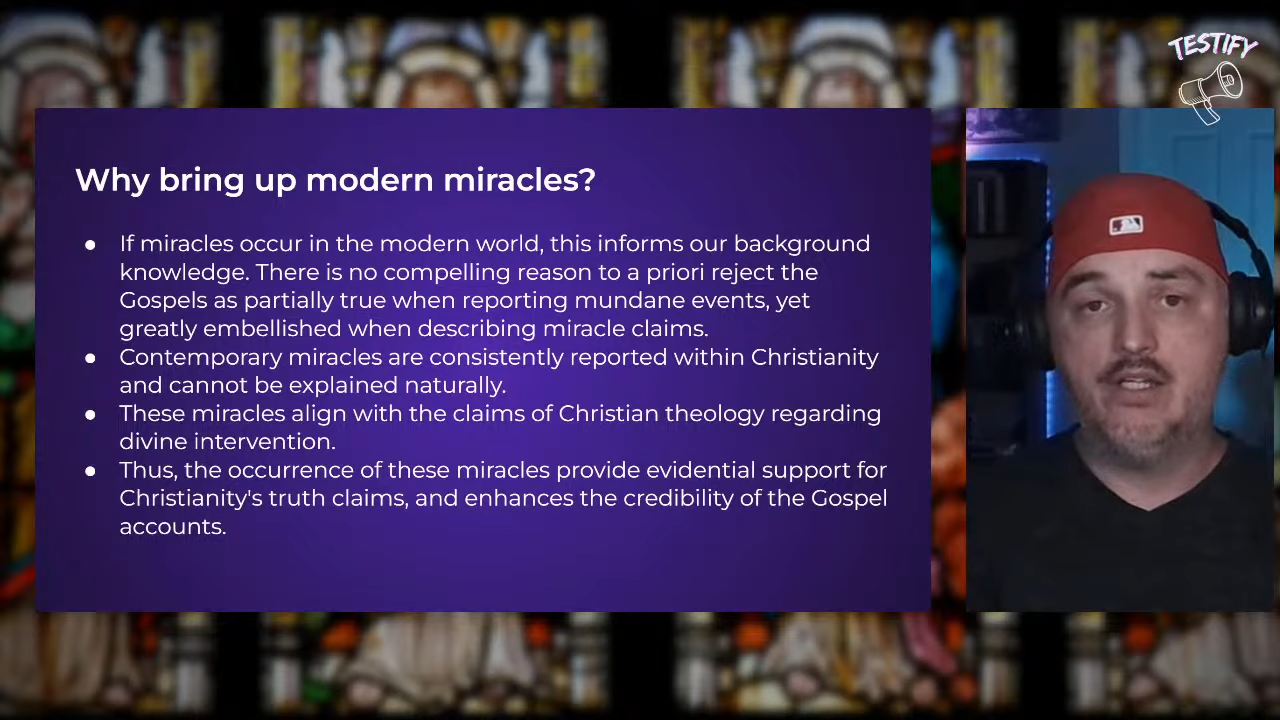 TESTIFY
Why bring up modern miracles?
● If miracles occur in the modern world, this informs our background
knowledge. There is no compelling reason to a priori reject the
Gospels as partially true when reporting mundane events, yet
greatly embellished when describing miracle claims.
● Contemporary miracles are consistently reported within Christianity
and cannot be explained naturally.
● These miracles align with the claims of Christian theology regarding
divine intervention.
● Thus, the occurrence of these miracles provide evidential support for
Christianity's truth claims, and enhances the credibility of the Gospel
accounts.